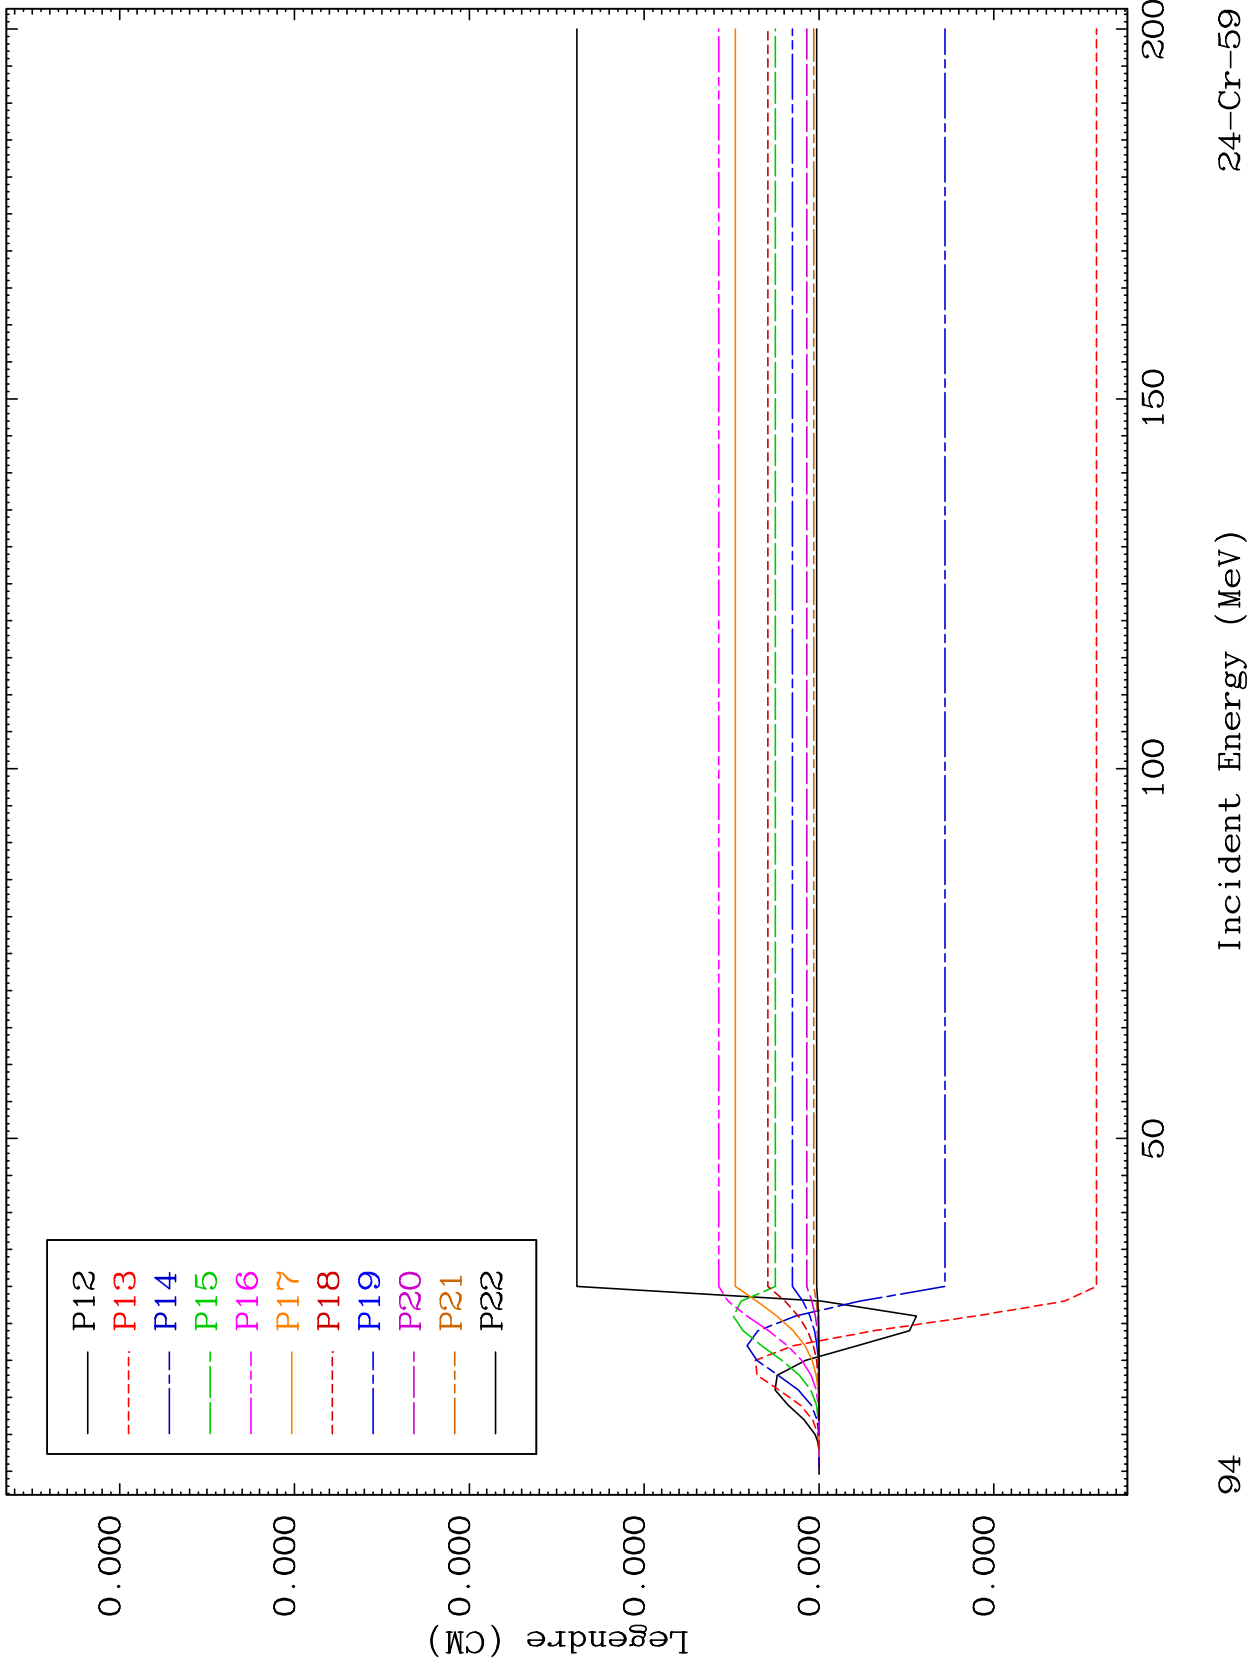 Legendre (CM)
0.000
0.000
0.000
0.000
0.000
0.000
P12
P13
P14
P15
P16
P17
P18
P19
P20
P21
P22
50
100
150
200
Incident Energy (MeV)
94
24-Cr-59